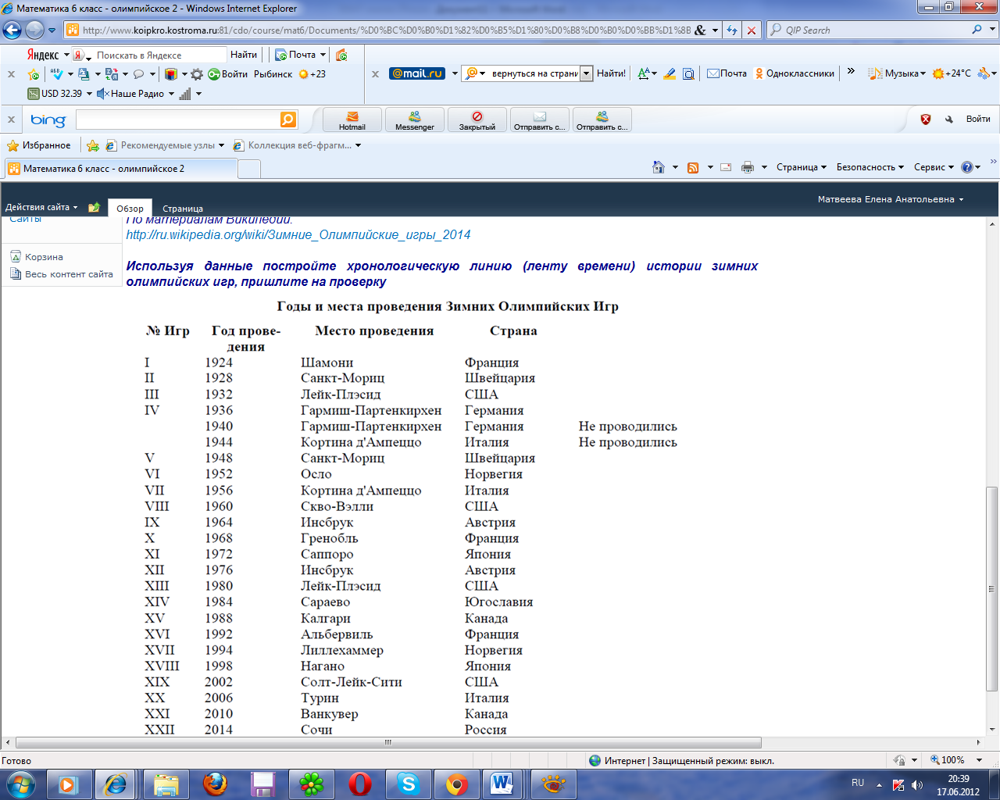 Математика 6 класс - олимпийское 2 - Windows Internet Explorer
http://www.koipkro.kostroma.ru:81/cdo/course/mat6/Documents/%D0%BC%D0%B0%D1%82%D0%B5%D1%80%D0%B8%D0%B0%D0%BB%D1%8B &
QIP Search
Яндекс Я Поискать в Яндексе Найти Почта
x АБГ Войти Рыбинск +23
x @mail.ru вернуться на страни Найти! Почта Одноклассники » Музыка +24°C
USD 32.39 Наше Радио
x bing Hotmail Messenger Закрытый Отправить с... Отправить с... Войти
Избранное Рекомендуемые узлы Коллекция веб-фрагм...
Математика 6 класс - олимпийское 2 Страница Безопасность Сервис »
Действия сайта Обзор Страница Матвеева Елена Анатольевна
Сайты
Корзина
Весь контент сайта
По материалам Википедии.
http://ru.wikipedia.org/wiki/Зимние_Олимпийские_игры_2014
Используя данные постройте хронологическую линию (ленту времени) истории зимних
олимпийских игр, пришлите на проверку
Годы и места проведения Зимних Олимпийских Игр
№ Игр Год прове- Место проведения Страна
дения
I 1924 Шамони Франция
II 1928 Санкт-Мориц Швейцария
III 1932 Лейк-Плэсид США
IV 1936 Гармиш-Партенкирхен Германия
1940 Гармиш-Партенкирхен Германия Не проводились
1944 Кортина д'Ампеццо Италия Не проводились
V 1948 Санкт-Мориц Швейцария
VI 1952 Осло Норвегия
VII 1956 Кортина д'Ампеццо Италия
VIII 1960 Скво-Вэлли США
IX 1964 Инсбрук Австрия
X 1968 Гренобль Франция
XI 1972 Саппоро Япония
XII 1976 Инсбрук Австрия
XIII 1980 Лейк-Плэсид США
XIV 1984 Сараево Югославия
XV 1988 Калгари Канада
XVI 1992 Альбервиль Франция
XVII 1994 Лиллехаммер Норвегия
XVIII 1998 Нагано Япония
XIX 2002 Солт-Лейк-Сити США
XX 2006 Турин Италия
XXI 2010 Ванкувер Канада
XXII 2014 Сочи Россия
Готово Интернет | Защищенный режим: выкл. 100%
RU 20:39
17.06.2012